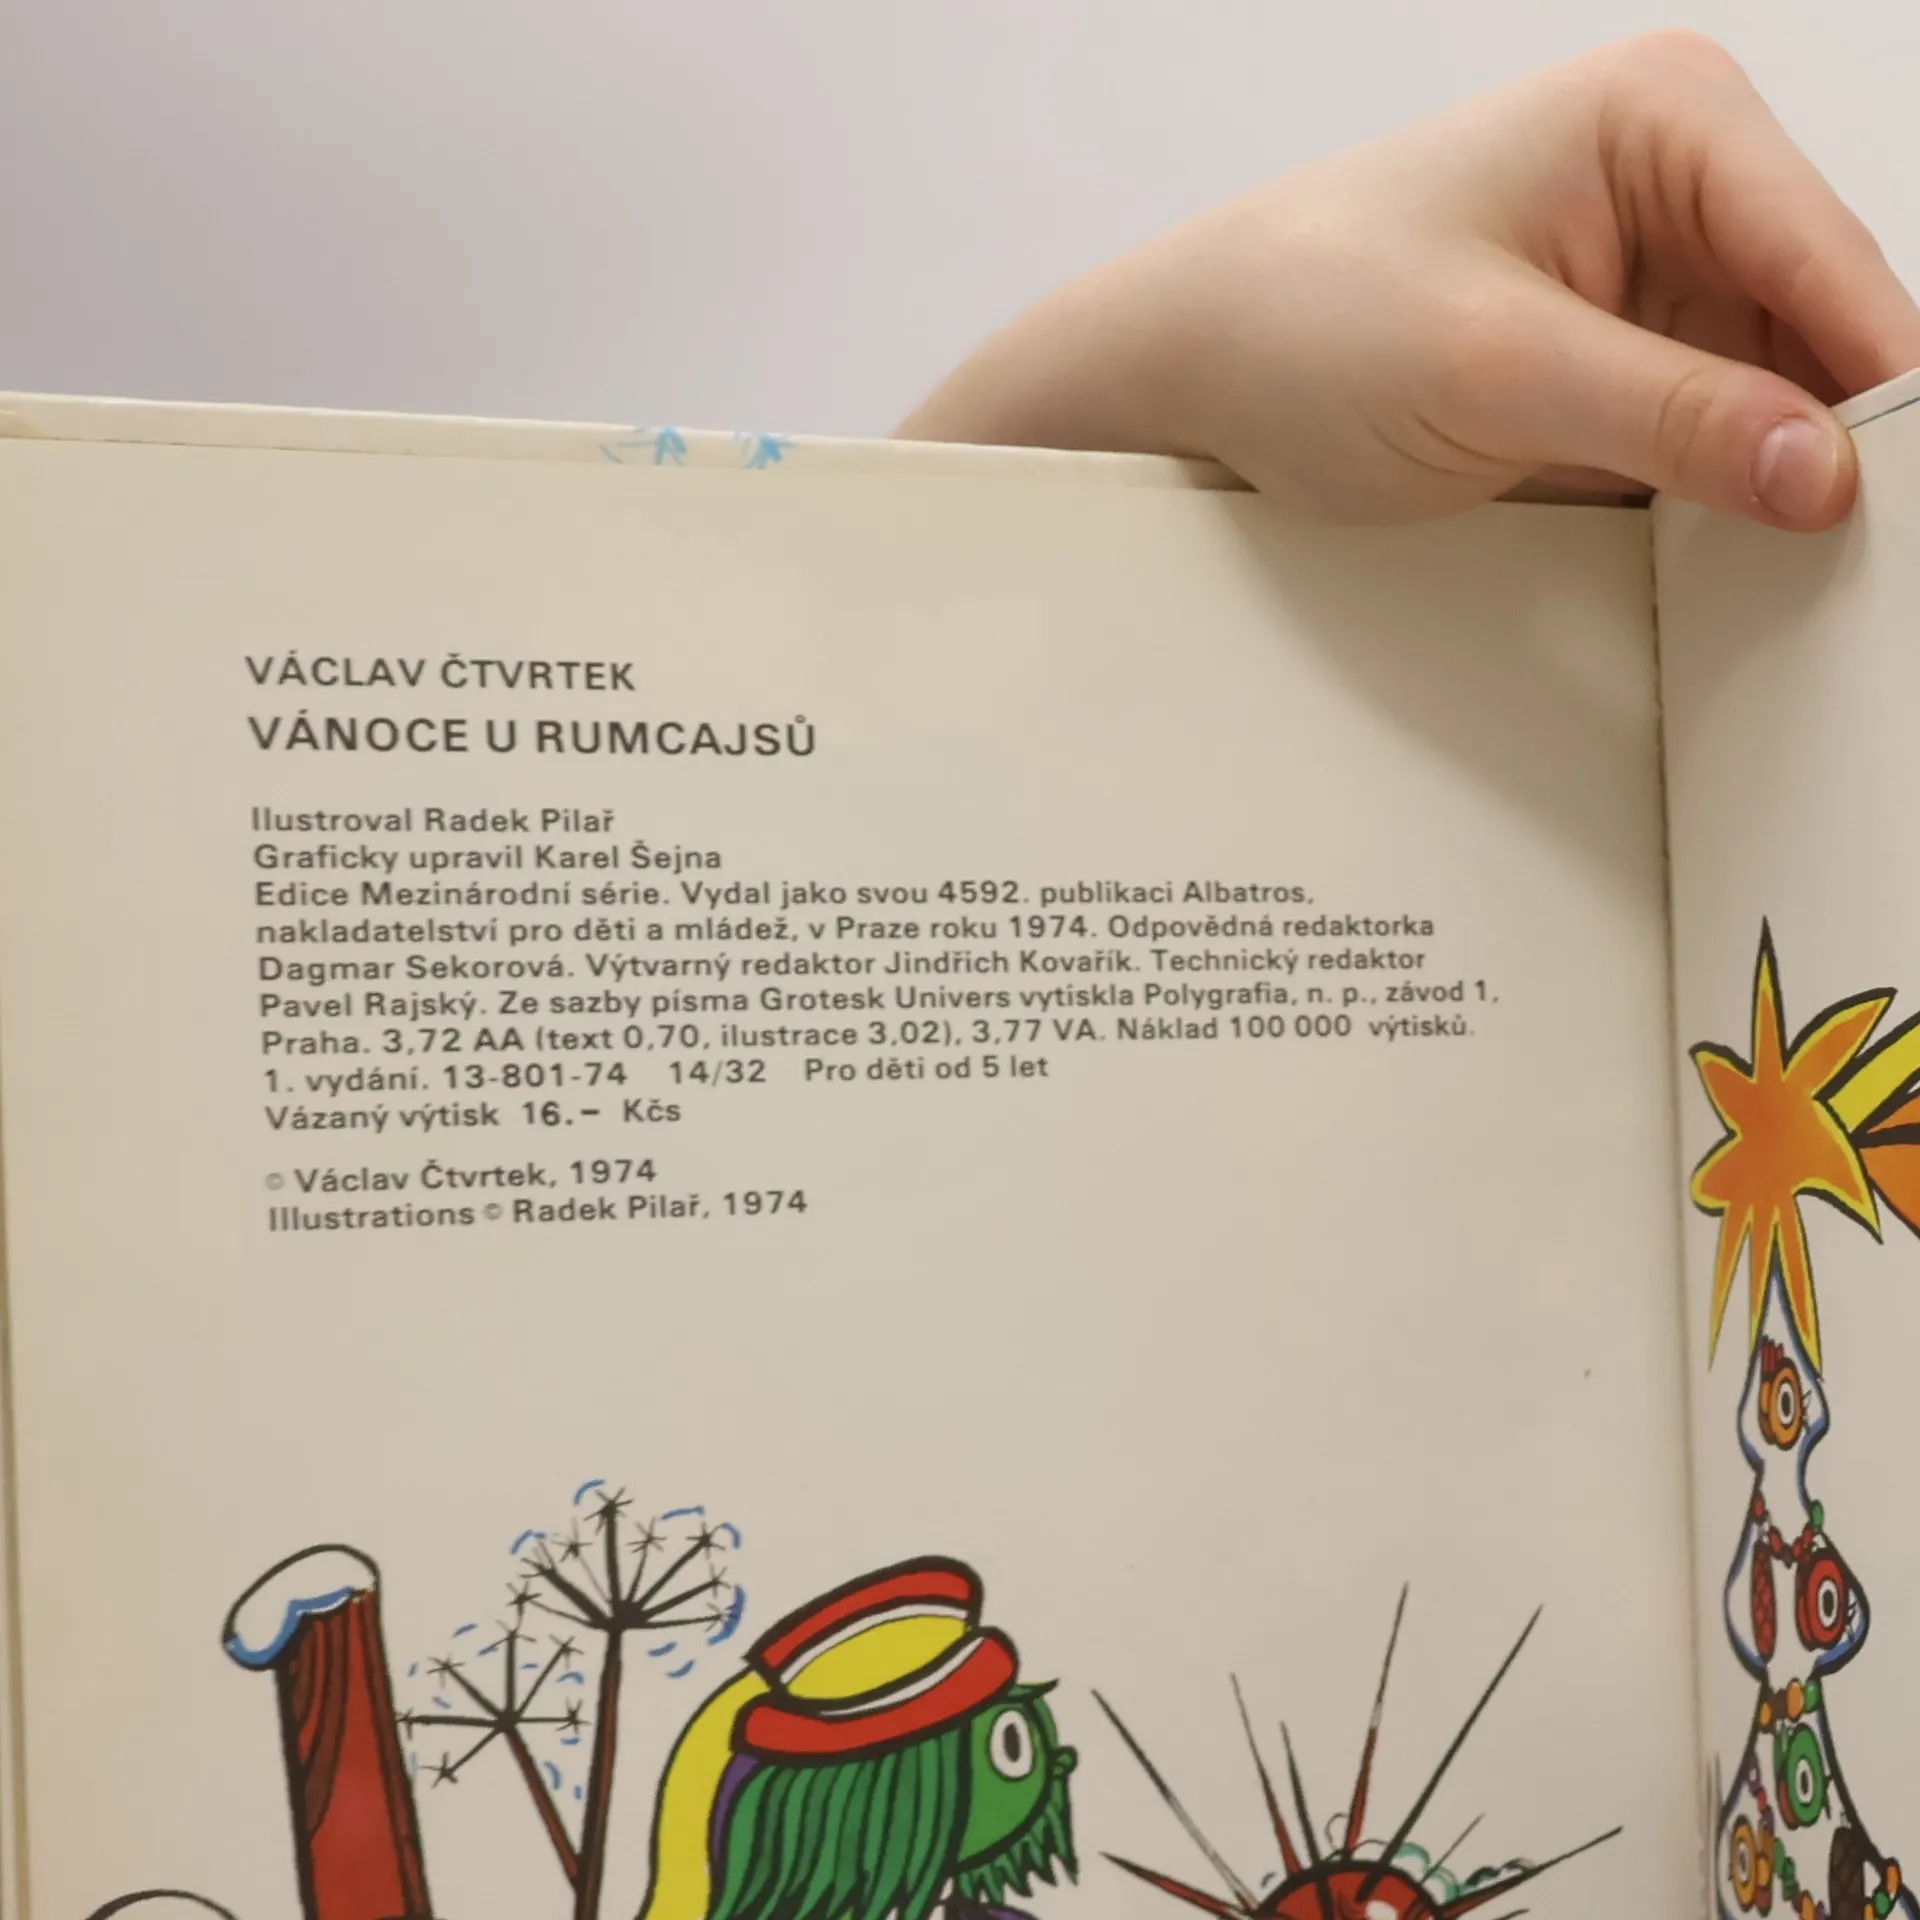 VÁCLAV ČTVRTEK
VÁNOCE U RUMCAJSŮ
Ilustroval Radek Pilař
Graficky upravil Karel Šejna
Edice Mezinárodní série. Vydal jako svou 4592. publikaci Albatros,
nakladatelství pro děti a mládež, v Praze roku 1974. Odpovědná redaktorka
Dagmar Sekorová. Výtvarný redaktor Jindřich Kovařík. Technický redaktor
Pavel Rajský. Ze sazby písma Grotesk Univers vytiskla Polygrafia, n. p., závod 1,
Praha. 3,72 AA (text 0,70, ilustrace 3,02), 3,77 VA. Náklad 100 000 výtisků.
1. vydání. 13-801-74 14/32 Pro děti od 5 let
Vázaný výtisk 16.– Kčs
© Václav Čtvrtek, 1974
Illustrations © Radek Pilař, 1974